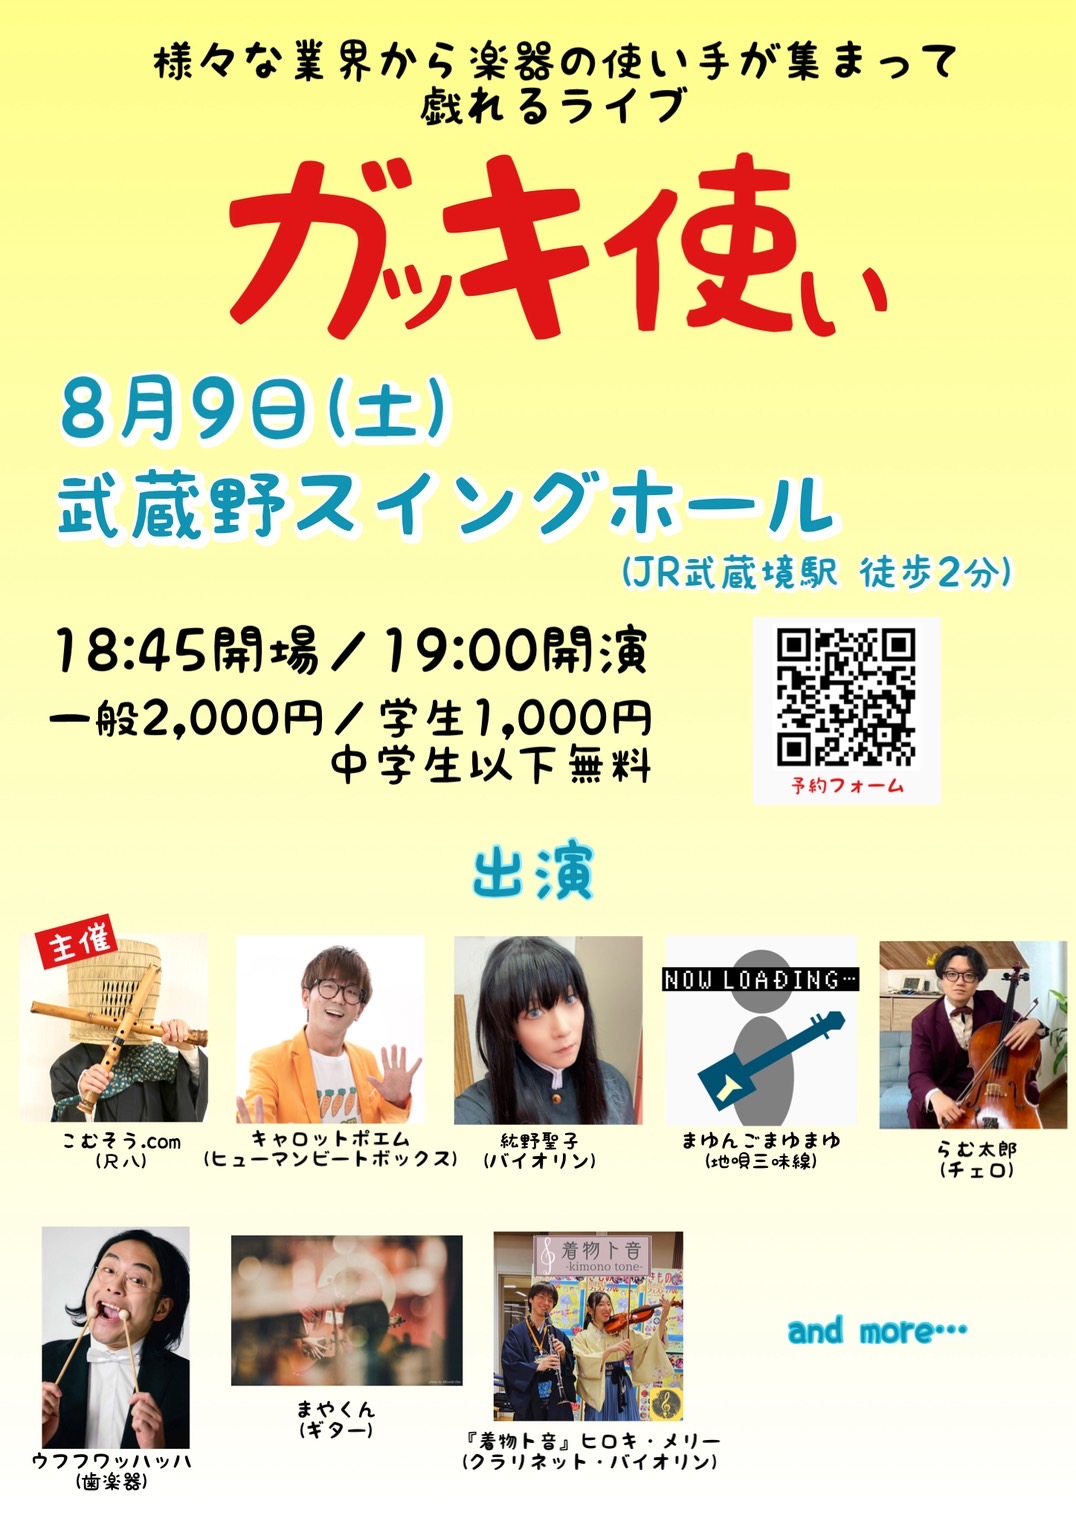 様々な業界から楽器の使い手が集まって
戯れるライブ
ガッキ使い
8月9日(土)
武蔵野スイングホール
(JR武蔵境駅 徒歩2分)
18:45開場/19:00開演
一般2,000円/学生1,000円
中学生以下無料
予約フォーム
出演
主催
NOW LOADING…
こむそう.com
(尺八)
キャロットポエム
(ヒューマンビートボックス)
紘野聖子
(バイオリン)
まゆんごまゆまゆ
(地唄三味線)
らむ太郎
(チェロ)
着物ト音
-kimono tone-
and more…
ウフフワッハッハ
(歯楽器)
まやくん
(ギター)
『着物ト音』ヒロキ・メリー
(クラリネット・バイオリン)